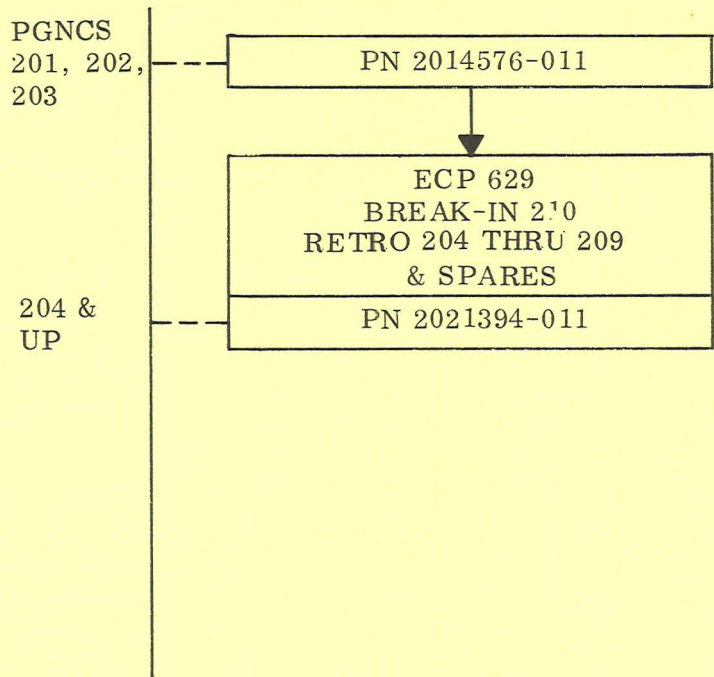 PGNCS
201, 202,
203
PN 2014576-011
ECP 629
BREAK-IN 210
RETRO 204 THRU 209
& SPARES
204 &
UP
PN 2021394-011